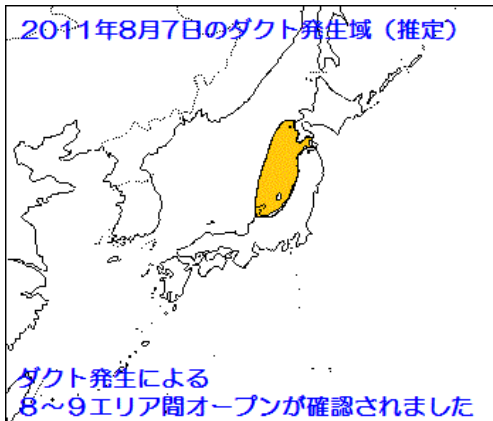 2011年8月7日のダクト発生域（推定）
ダクト発生による
8～9エリア間オープンが確認されました